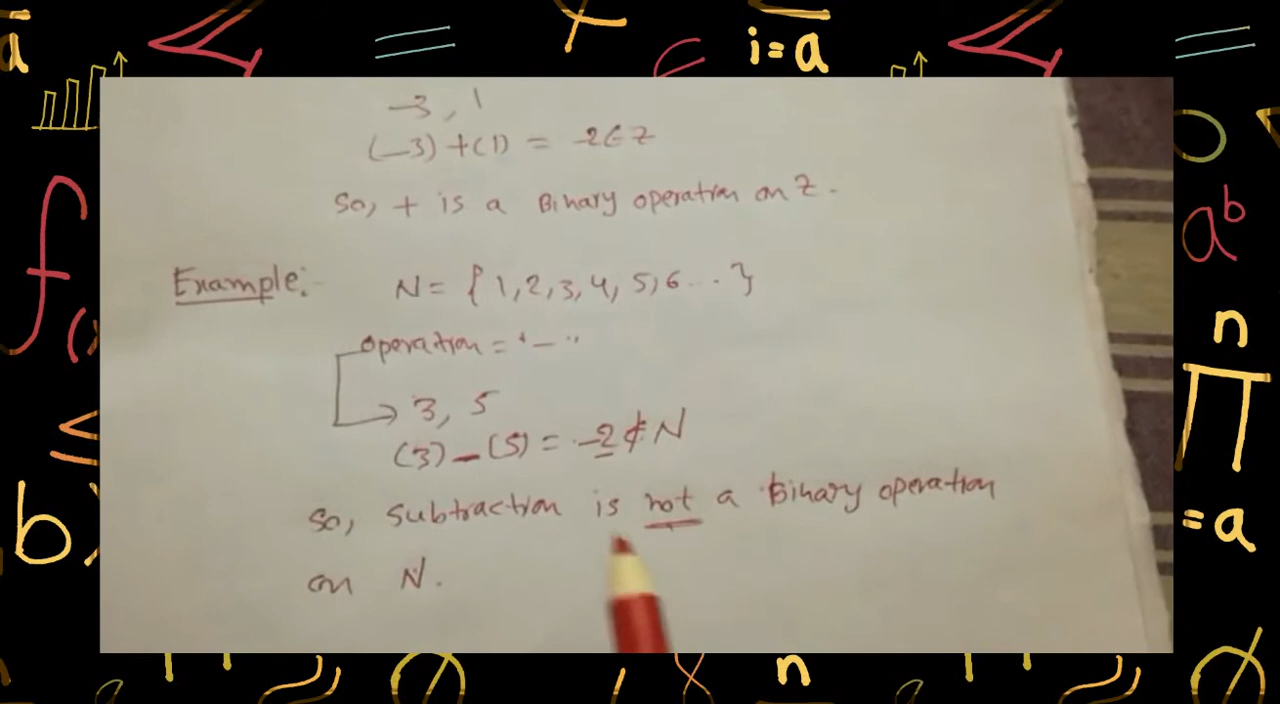 a i=a
-3, 1
(-3) +(1) = -2∈Z
So, + is a Binary operation on Z.
Example:- N = { 1, 2, 3, 4, 5, 6 ... }
operation = '-''
3, 5
(3) - (5) = -2 ∉ N
So, Subtraction is not a Binary operation
on N.
f(
≤
b)
a^b
n
∏
=a
n